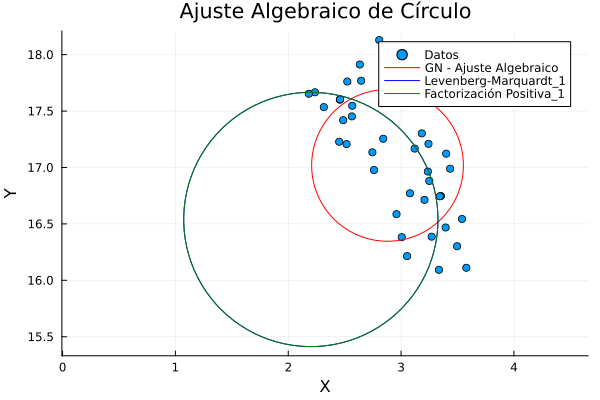 Ajuste Algebraico de Círculo
Datos
GN - Ajuste Algebraico
Levenberg-Marquardt_1
Factorización Positiva_1
Y
18.0
17.5
17.0
16.5
16.0
15.5
0 1 2 3 4
X